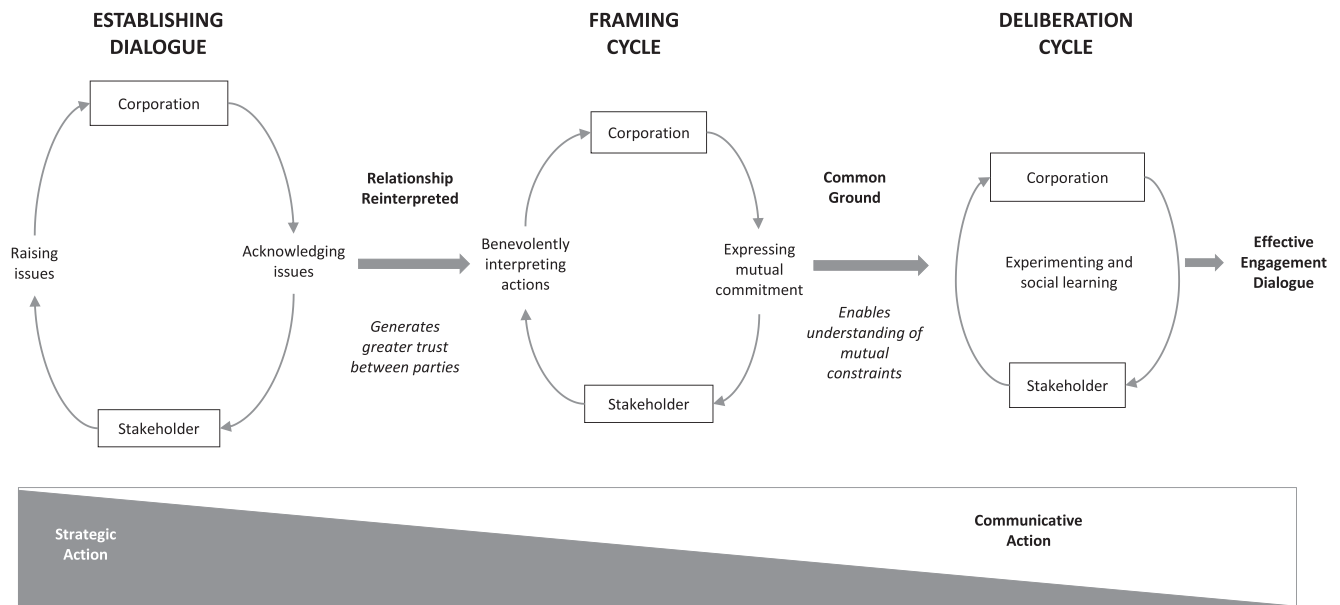 ESTABLISHING
DIALOGUE
Corporation
Raising
issues
Acknowledging
issues
Stakeholder
Relationship
Reinterpreted
Generates
greater trust
between parties
FRAMING
CYCLE
Corporation
Benevolently
interpreting
actions
Expressing
mutual
commitment
Stakeholder
Common
Ground
Enables
understanding of
mutual
constraints
DELIBERATION
CYCLE
Corporation
Experimenting and
social learning
Stakeholder
Effective
Engagement
Dialogue
Strategic
Action
Communicative
Action